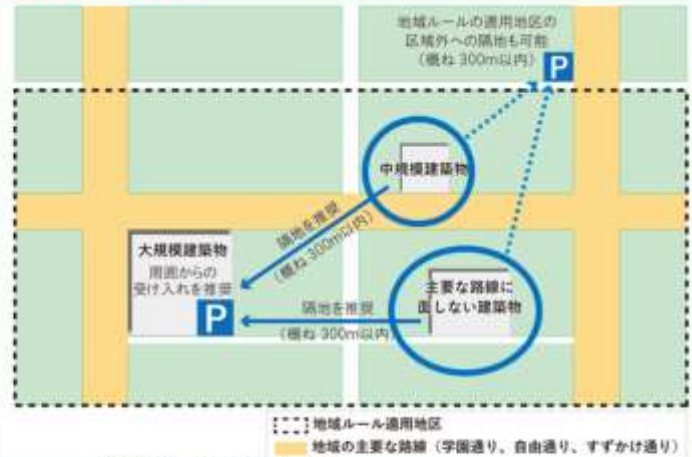 地域ルールの適用地区の
区域外への隔地も可能
（概ね 300m以内）
P
中規模建築物
隔地を推奨
（概ね 300m以内）
大規模建築物
周囲からの
受け入れを推奨
P
主要な路線に
面しない建築物
隔地を推奨
（概ね 300m以内）
地域ルール適用地区
地域の主要な路線（学園通り、自由通り、すずかけ通り）